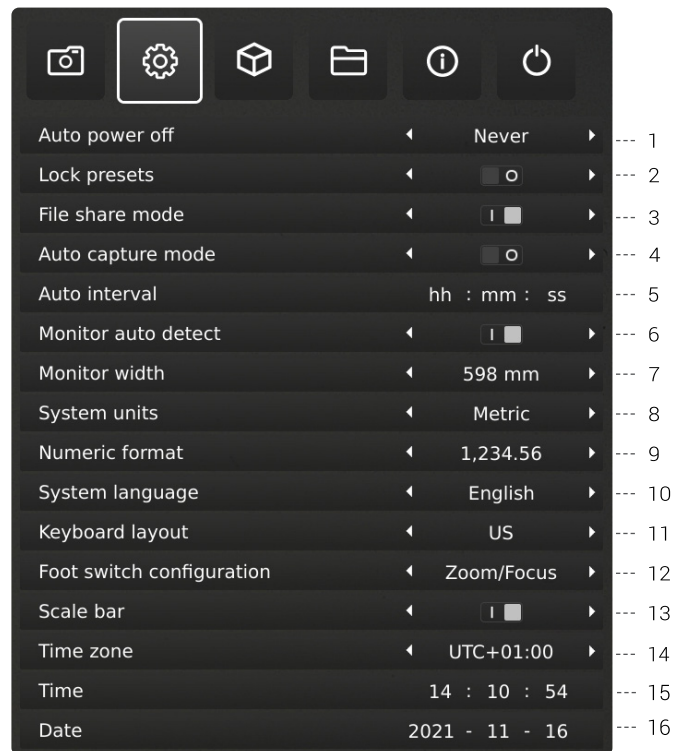 Auto power off Never --- 1
Lock presets O --- 2
File share mode I --- 3
Auto capture mode O --- 4
Auto interval hh : mm : ss --- 5
Monitor auto detect I --- 6
Monitor width 598 mm --- 7
System units Metric --- 8
Numeric format 1,234.56 --- 9
System language English --- 10
Keyboard layout US --- 11
Foot switch configuration Zoom/Focus --- 12
Scale bar I --- 13
Time zone UTC+01:00 --- 14
Time 14 : 10 : 54 --- 15
Date 2021 - 11 - 16 --- 16